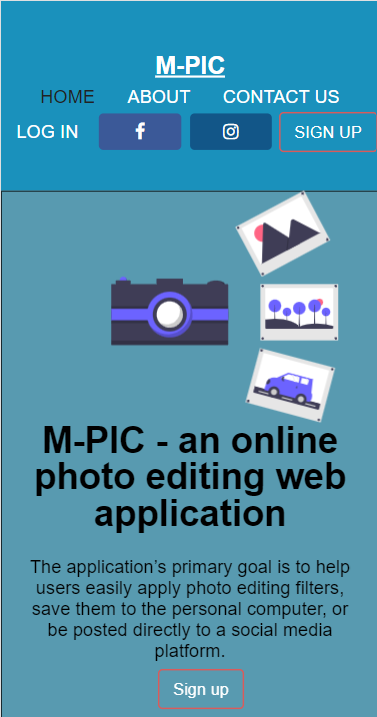 M-PIC
HOME ABOUT CONTACT US
LOG IN SIGN UP
M-PIC - an online
photo editing web
application
The application’s primary goal is to help
users easily apply photo editing filters,
save them to the personal computer, or
be posted directly to a social media
platform.
Sign up